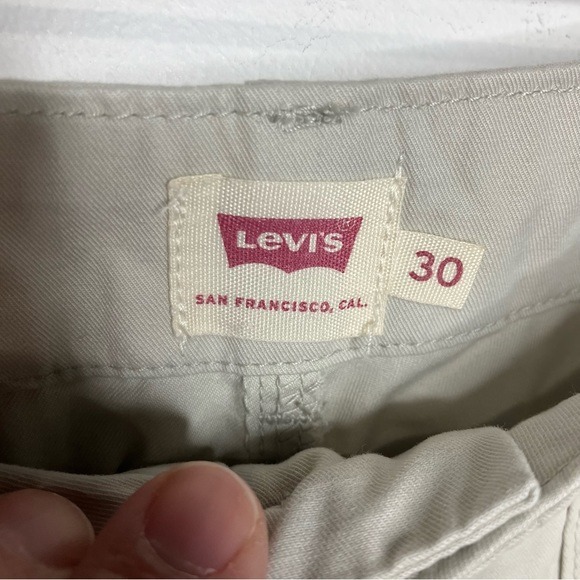 Levi's
30
SAN FRANCISCO, CAL.